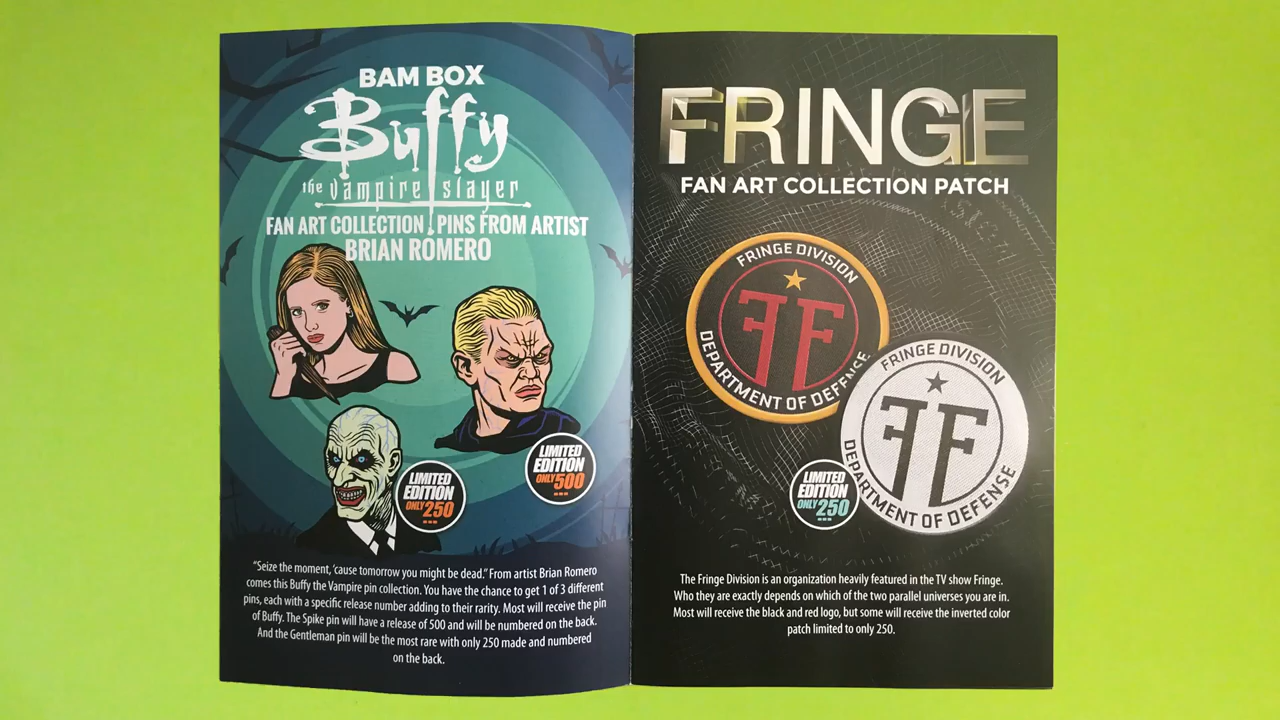 BAM BOX
Buffy
the vampire slayer
FAN ART COLLECTION PINS FROM ARTIST
BRIAN ROMERO
LIMITED
EDITION
ONLY 500
LIMITED
EDITION
ONLY 250
"Seize the moment, 'cause tomorrow you might be dead." From artist Brian Romero
comes this Buffy the Vampire pin collection. You have the chance to get 1 of 3 different
pins, each with a specific release number adding to their rarity. Most will receive the pin
of Buffy. The Spike pin will have a release of 500 and will be numbered on the back.
And the Gentleman pin will be the most rare with only 250 made and numbered
on the back.
FRINGE
FAN ART COLLECTION PATCH
FRINGE DIVISION
FF
DEPARTMENT OF DEFENSE
FRINGE DIVISION
FF
DEPARTMENT OF DEFENSE
LIMITED
EDITION
ONLY 250
The Fringe Division is an organization heavily featured in the TV show Fringe.
Who they are exactly depends on which of the two parallel universes you are in.
Most will receive the black and red logo, but some will receive the inverted color
patch limited to only 250.